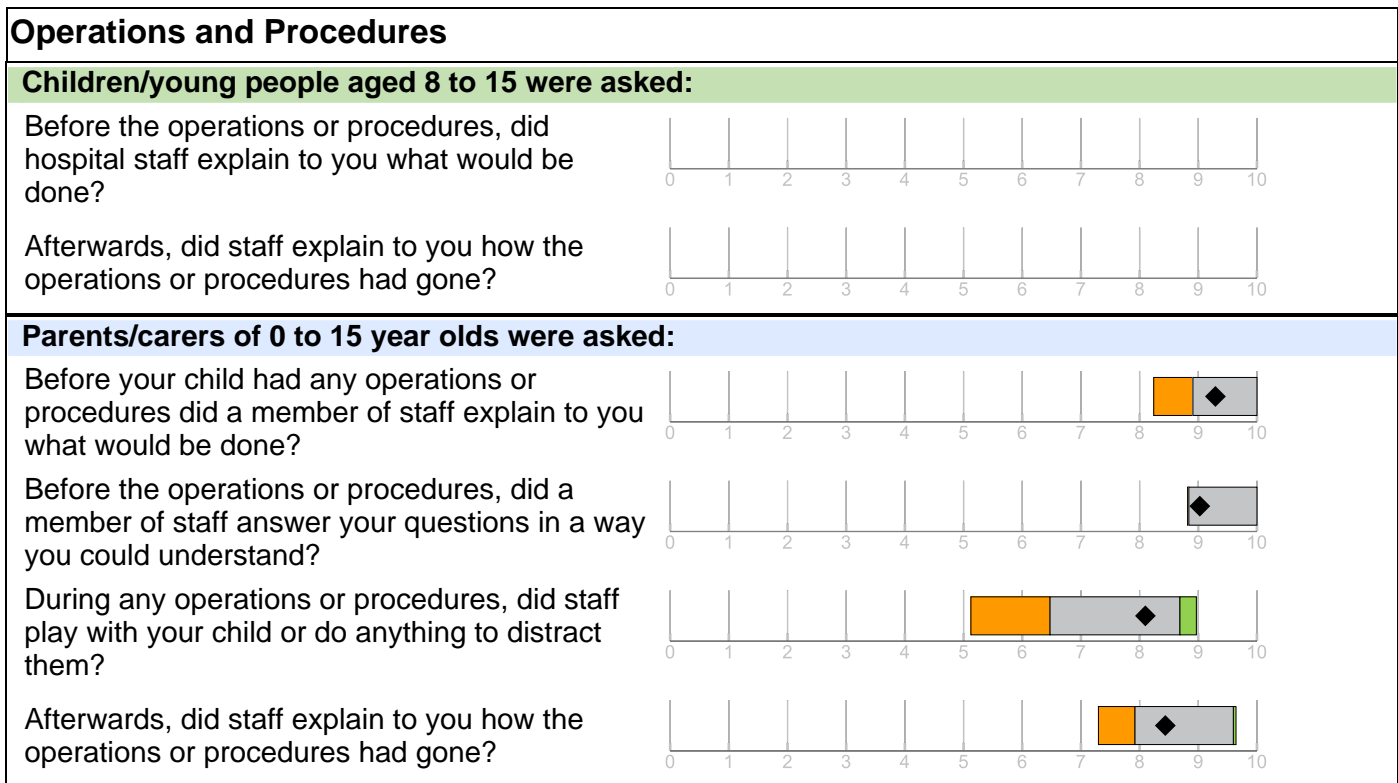 Operations and Procedures
Children/young people aged 8 to 15 were asked:
Before the operations or procedures, did
hospital staff explain to you what would be
done?
0 1 2 3 4 5 6 7 8 9 10
Afterwards, did staff explain to you how the
operations or procedures had gone?
0 1 2 3 4 5 6 7 8 9 10
Parents/carers of 0 to 15 year olds were asked:
Before your child had any operations or
procedures did a member of staff explain to you
what would be done?
0 1 2 3 4 5 6 7 8 9 10
Before the operations or procedures, did a
member of staff answer your questions in a way
you could understand?
0 1 2 3 4 5 6 7 8 9 10
During any operations or procedures, did staff
play with your child or do anything to distract
them?
0 1 2 3 4 5 6 7 8 9 10
Afterwards, did staff explain to you how the
operations or procedures had gone?
0 1 2 3 4 5 6 7 8 9 10